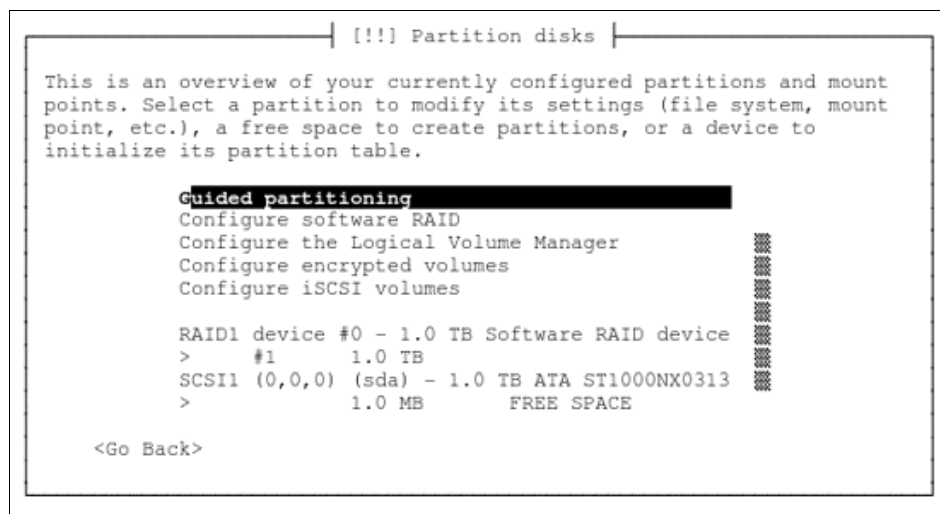 [!!] Partition disks
This is an overview of your currently configured partitions and mount
points. Select a partition to modify its settings (file system, mount
point, etc.), a free space to create partitions, or a device to
initialize its partition table.
Guided partitioning
Configure software RAID
Configure the Logical Volume Manager
Configure encrypted volumes
Configure iSCSI volumes
RAID1 device #0 - 1.0 TB Software RAID device
> #1 1.0 TB
SCSI1 (0,0,0) (sda) - 1.0 TB ATA ST1000NX0313
> 1.0 MB FREE SPACE
<Go Back>